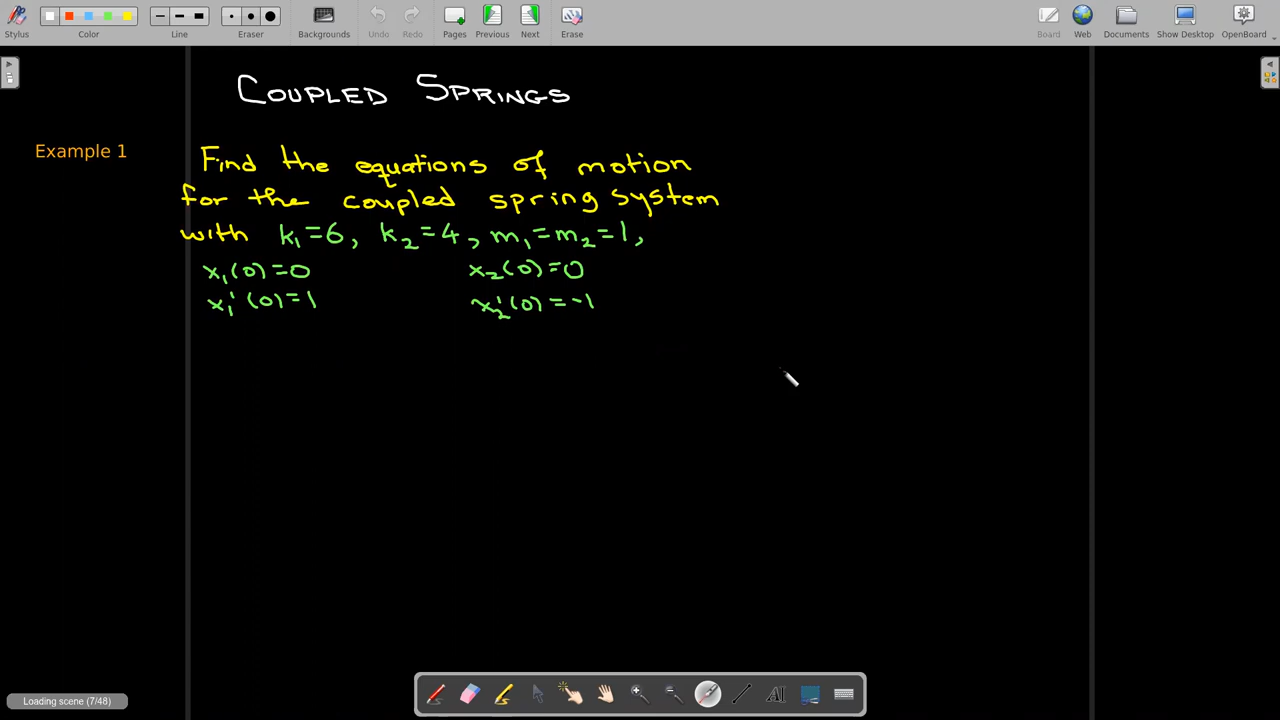 Stylus
Color
Line
Eraser
Backgrounds
Undo
Redo
Pages
Previous
Next
Erase
Board
Web
Documents
Show Desktop
OpenBoard
COUPLED SPRINGS
Example 1
Find the equations of motion
for the coupled spring system
with k₁=6, k₂=4, m₁=m₂=1,
x₁(0)=0 x₂(0)=0
x₁'(0)=1 x₂'(0)=-1
AI
Loading scene (7/48)